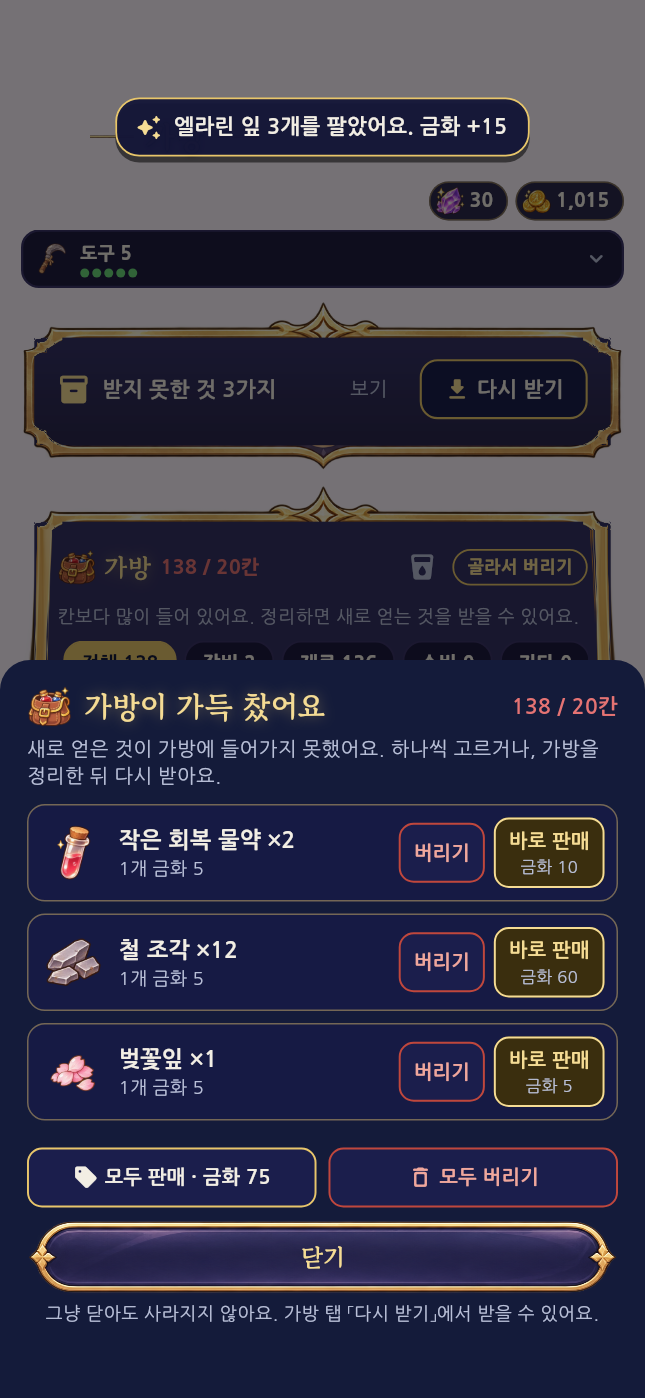 엘라린 잎 3개를 팔았어요. 금화 +15
30
1,015
도구 5
받지 못한 것 3가지
보기
다시 받기
가방 138 / 20칸
골라서 버리기
칸보다 많이 들어 있어요. 정리하면 새로 얻는 것을 받을 수 있어요.
가방이 가득 찼어요
138 / 20칸
새로 얻은 것이 가방에 들어가지 못했어요. 하나씩 고르거나, 가방을
정리한 뒤 다시 받아요.
작은 회복 물약 ×2
1개 금화 5
버리기
바로 판매
금화 10
철 조각 ×12
1개 금화 5
버리기
바로 판매
금화 60
벚꽃잎 ×1
1개 금화 5
버리기
바로 판매
금화 5
모두 판매 · 금화 75
모두 버리기
닫기
그냥 닫아도 사라지지 않아요. 가방 탭 「다시 받기」에서 받을 수 있어요.